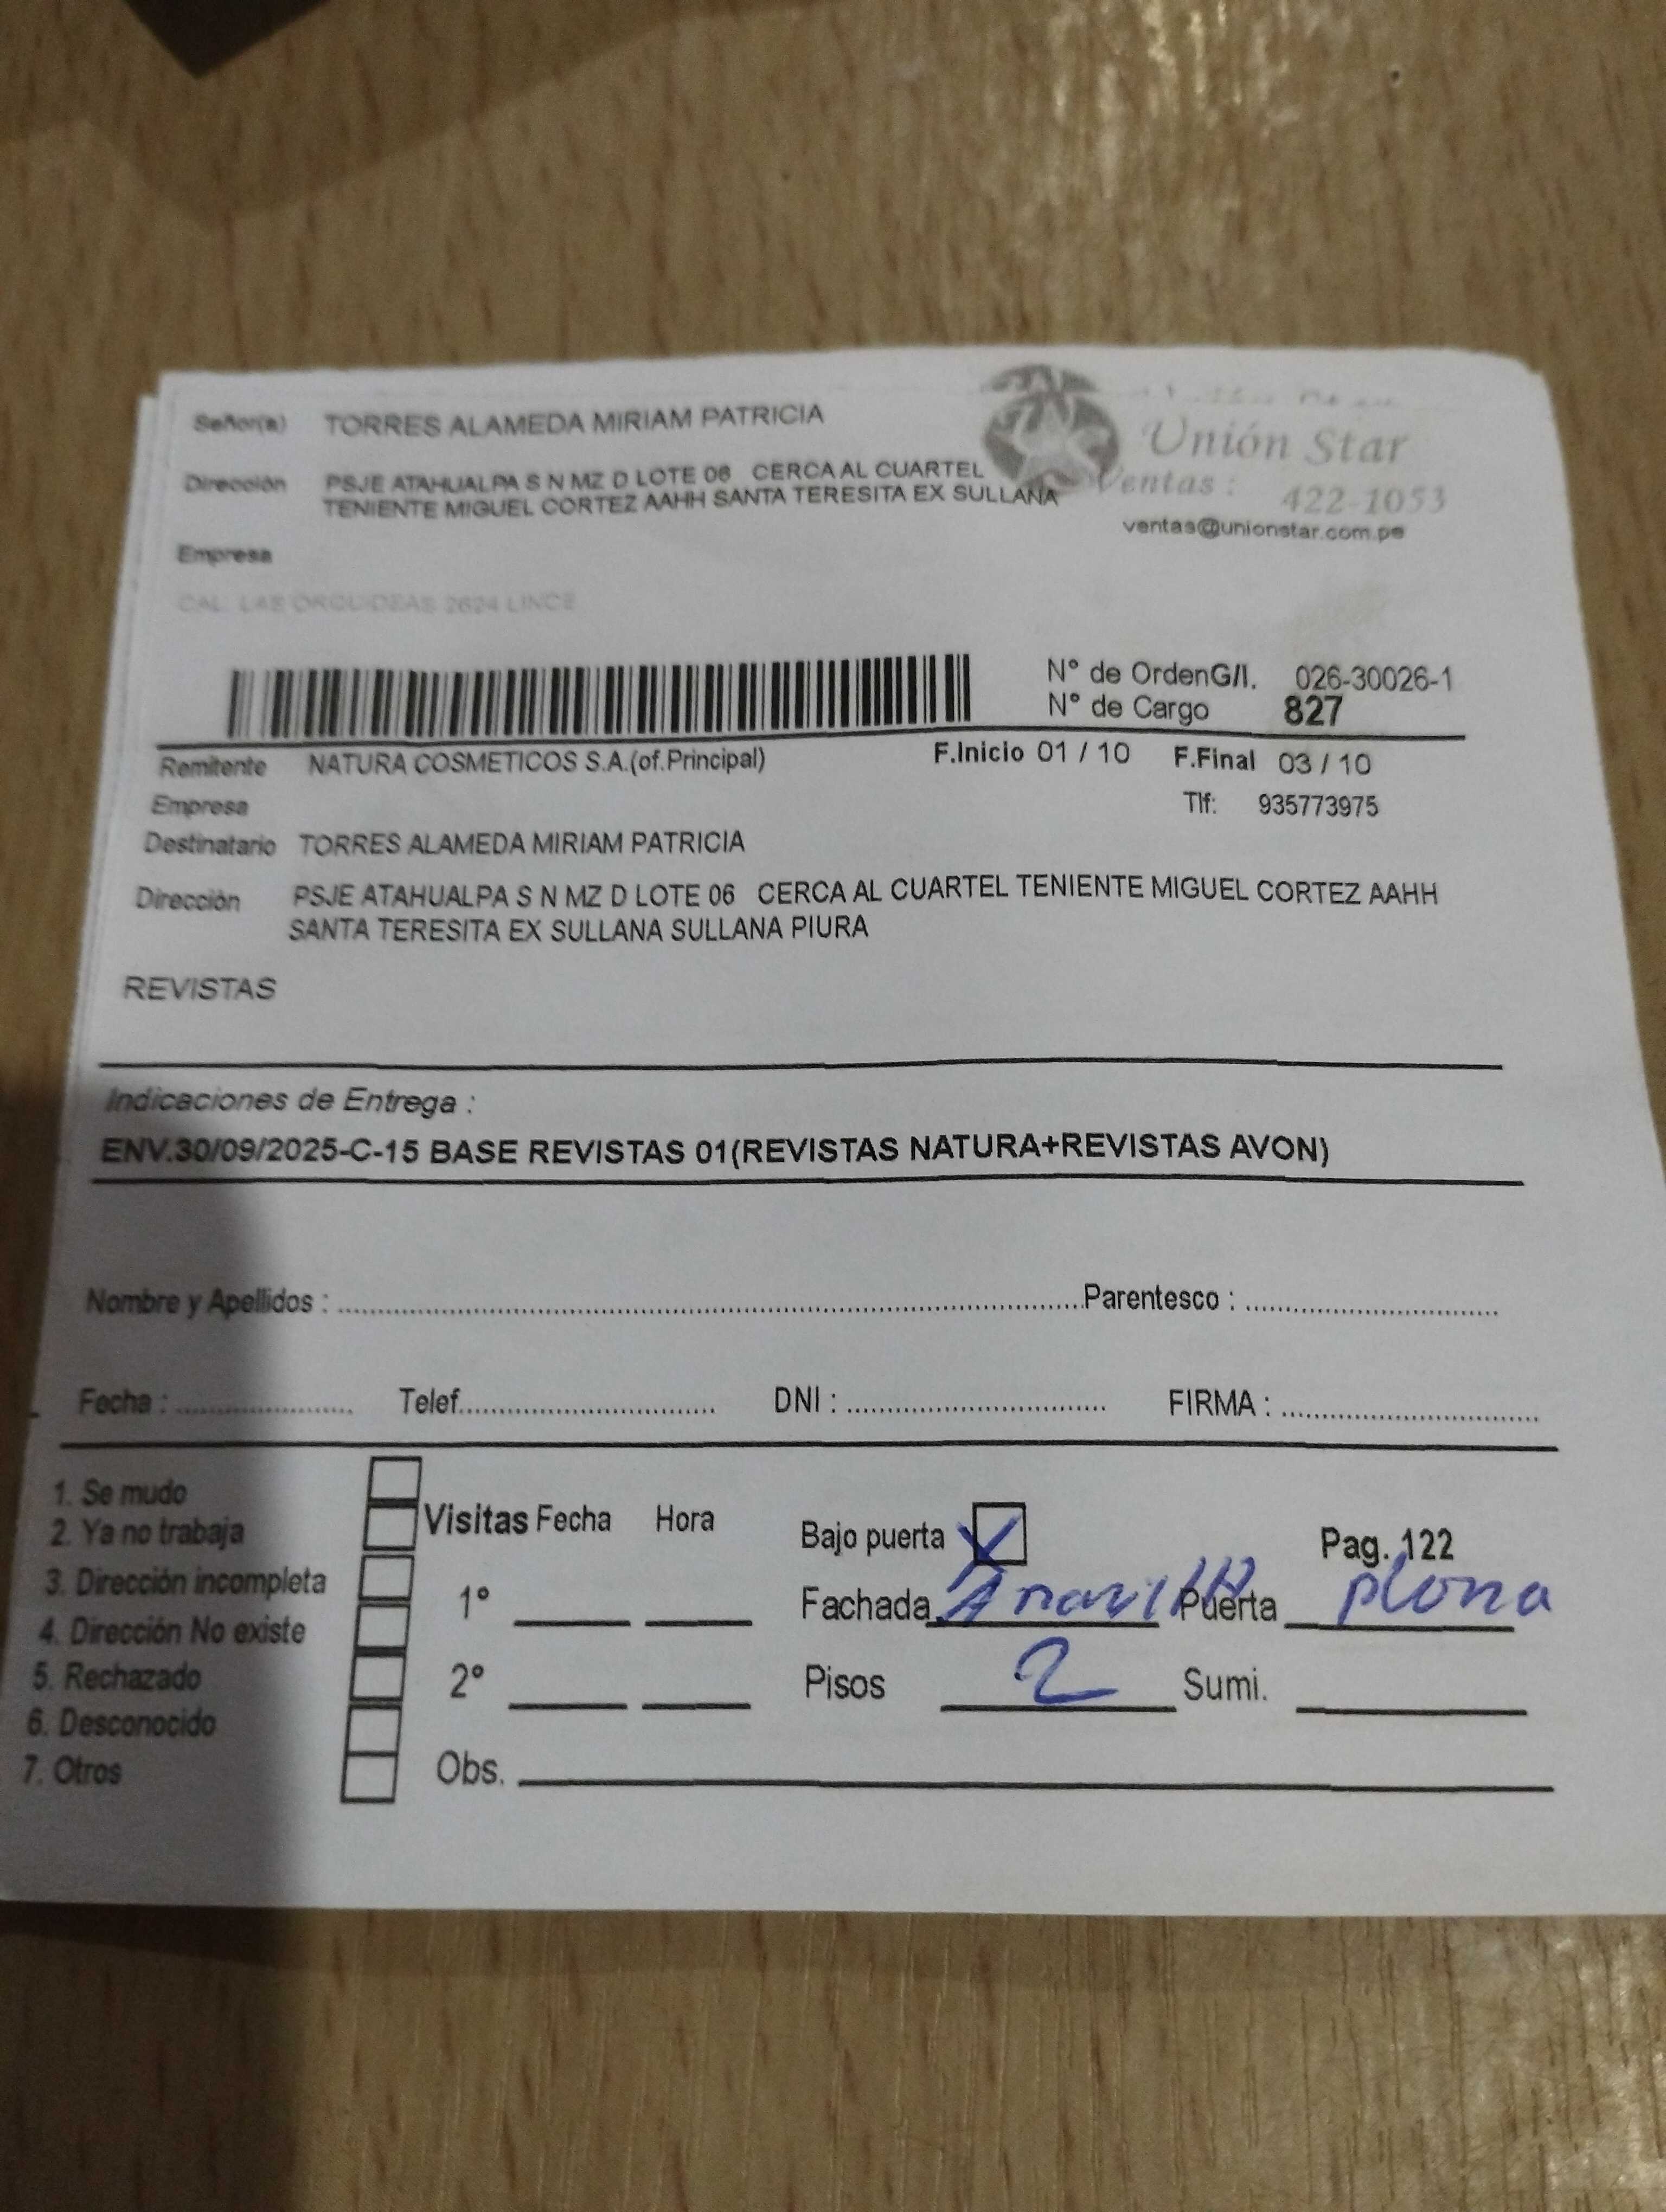 Señor(a) TORRES ALAMEDA MIRIAM PATRICIA
Dirección PSJE ATAHUALPA S N MZ D LOTE 06 CERCA AL CUARTEL
TENIENTE MIGUEL CORTEZ AAHH SANTA TERESITA EX SULLANA
Unión Star
Ventas : 422-1053
ventas@unionstar.com.pe
Empresa
CAL. LAS ORQUIDEAS 2624 LINCE
N° de OrdenG/I. 026-30026-1
N° de Cargo 827
Remitente NATURA COSMETICOS S.A.(of.Principal) F.Inicio 01 / 10 F.Final 03 / 10
Empresa Tlf: 935773975
Destinatario TORRES ALAMEDA MIRIAM PATRICIA
Dirección PSJE ATAHUALPA S N MZ D LOTE 06 CERCA AL CUARTEL TENIENTE MIGUEL CORTEZ AAHH
SANTA TERESITA EX SULLANA SULLANA PIURA
REVISTAS
Indicaciones de Entrega :
ENV.30/09/2025-C-15 BASE REVISTAS 01(REVISTAS NATURA+REVISTAS AVON)
Nombre y Apellidos : Parentesco :
Fecha : Telef. DNI : FIRMA :
1. Se mudo
2. Ya no trabaja
3. Dirección incompleta
4. Dirección No existe
5. Rechazado
6. Desconocido
7. Otros
Visitas Fecha Hora
1°
2°
Obs.
Bajo puerta X Pag. 122
Fachada Puerta ploma
Pisos 2 Sumi.